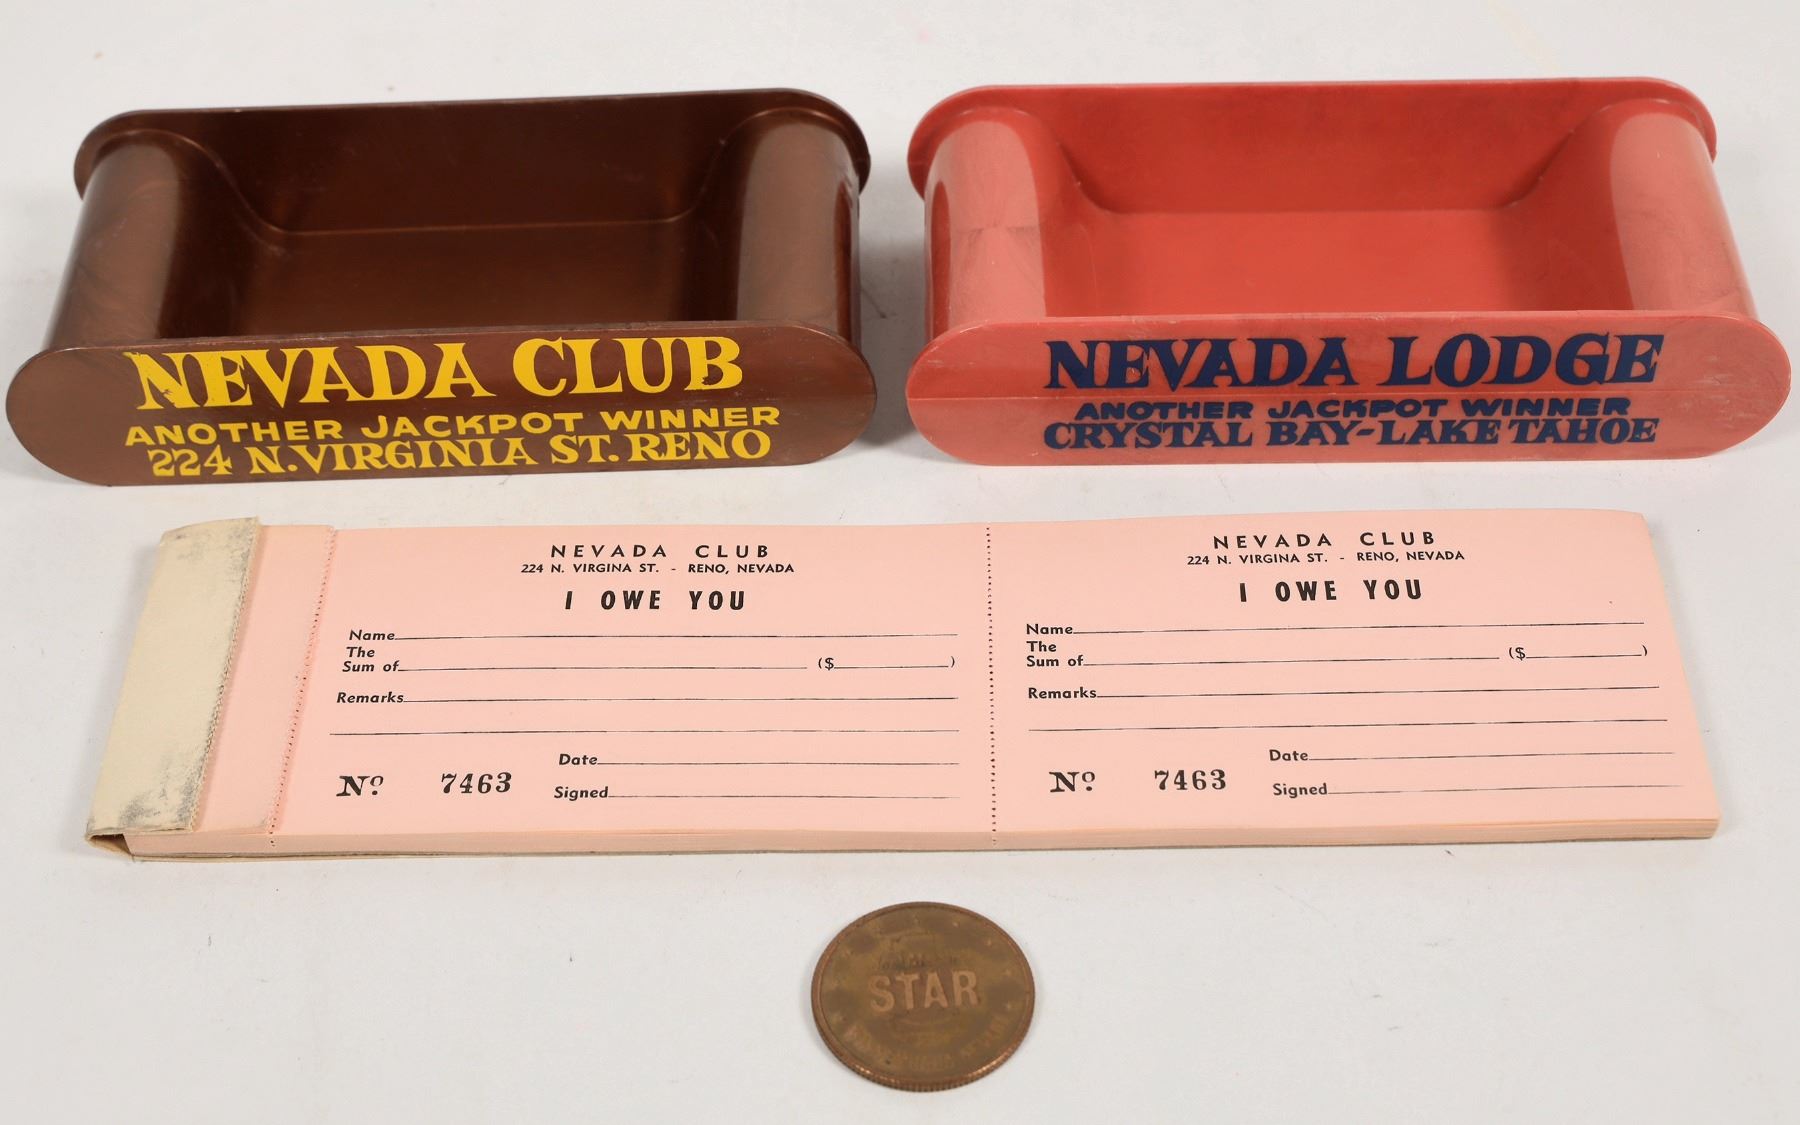 NEVADA CLUB
ANOTHER JACKPOT WINNER
224 N. VIRGINIA ST. RENO
NEVADA LODGE
ANOTHER JACKPOT WINNER
CRYSTAL BAY-LAKE TAHOE
NEVADA CLUB
224 N. VIRGINA ST. - RENO, NEVADA
I OWE YOU
Name
The
Sum of ($ )
Remarks
Date
No. 7463
Signed
NEVADA CLUB
224 N. VIRGINA ST. - RENO, NEVADA
I OWE YOU
Name
The
Sum of ($ )
Remarks
Date
No. 7463
Signed
STAR